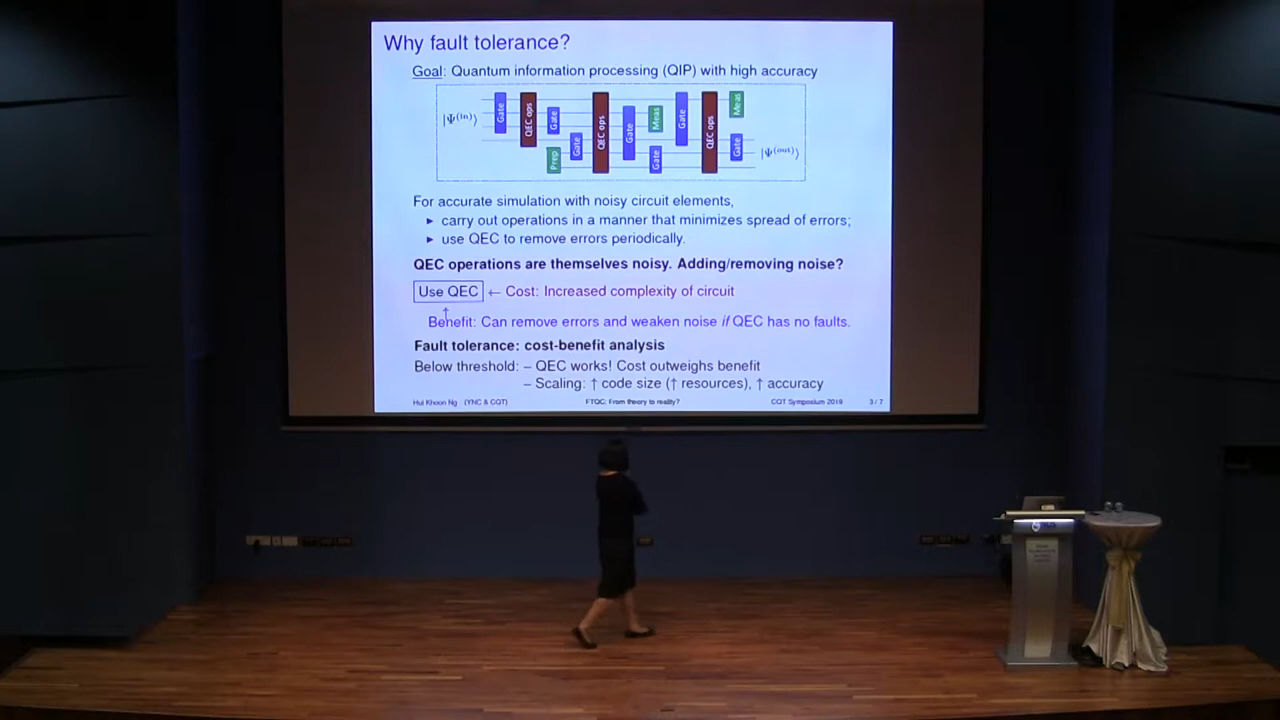 Why fault tolerance?
Goal: Quantum information processing (QIP) with high accuracy
|Ψ(in)⟩ Gate QEC ops Gate Prep Gate QEC ops Gate Meas Gate Gate QEC ops Meas Gate |Ψ(out)⟩
For accurate simulation with noisy circuit elements,
► carry out operations in a manner that minimizes spread of errors;
► use QEC to remove errors periodically.
QEC operations are themselves noisy. Adding/removing noise?
Use QEC ← Cost: Increased complexity of circuit
↑
Benefit: Can remove errors and weaken noise if QEC has no faults.
Fault tolerance: cost-benefit analysis
Below threshold: – QEC works! Cost outweighs benefit
– Scaling: ↑ code size (↑ resources), ↑ accuracy
Hui Khoon Ng (YNC & CQT) FTQC: From theory to reality? CQT Symposium 2019 3 / 7